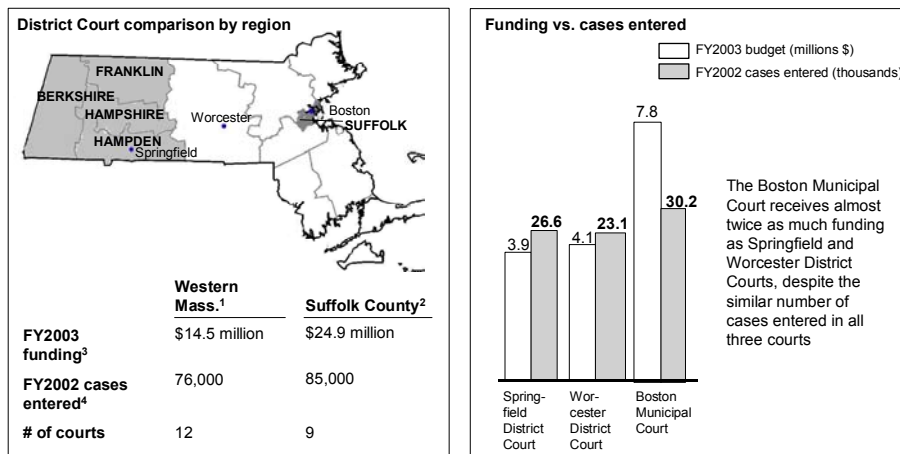 District Court comparison by region
FRANKLIN
BERKSHIRE
HAMPSHIRE
Worcester
Boston
SUFFOLK
HAMPDEN
Springfield
Western
Mass.1 Suffolk County2
FY2003 $14.5 million $24.9 million
funding3
FY2002 cases 76,000 85,000
entered4
# of courts 12 9
Funding vs. cases entered
FY2003 budget (millions $)
FY2002 cases entered (thousands)
7.8
30.2
26.6
23.1
4.1
3.9
Spring-
field
District
Court
Wor-
cester
District
Court
Boston
Municipal
Court
The Boston Municipal
Court receives almost
twice as much funding
as Springfield and
Worcester District
Courts, despite the
similar number of
cases entered in all
three courts